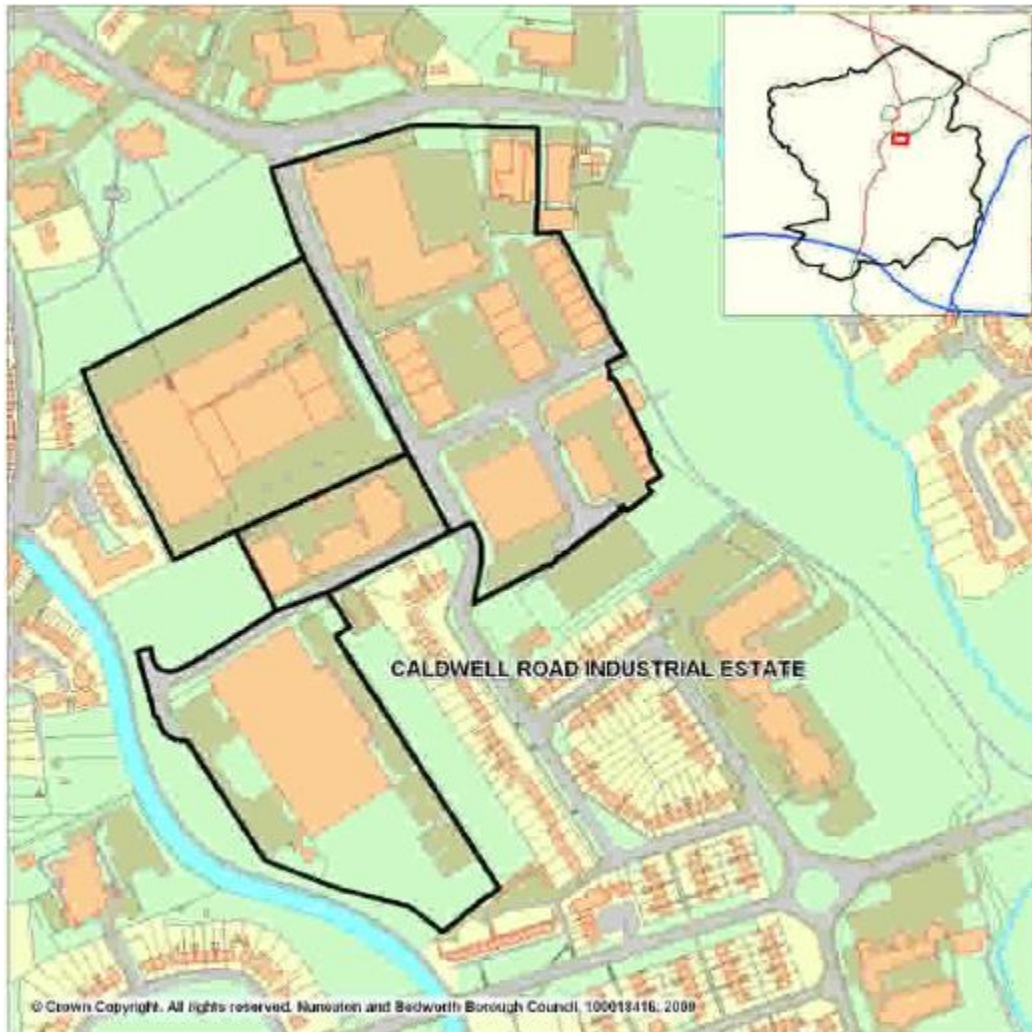 CALDWELL ROAD INDUSTRIAL ESTATE
© Crown Copyright. All rights reserved. Nuneaton and Bedworth Borough Council. 100018416. 2009